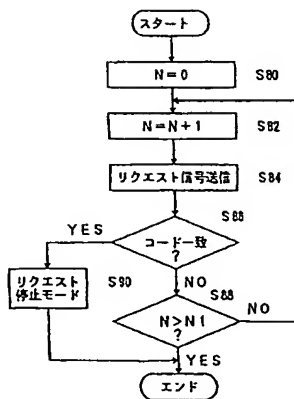 スタート
N=0 S80
N=N+1 S82
リクエスト信号送信 S84
S86
YES
コード一致
?
S90
リクエスト
停止モード
NO
S88
N>N1
?
NO
YES
エンド